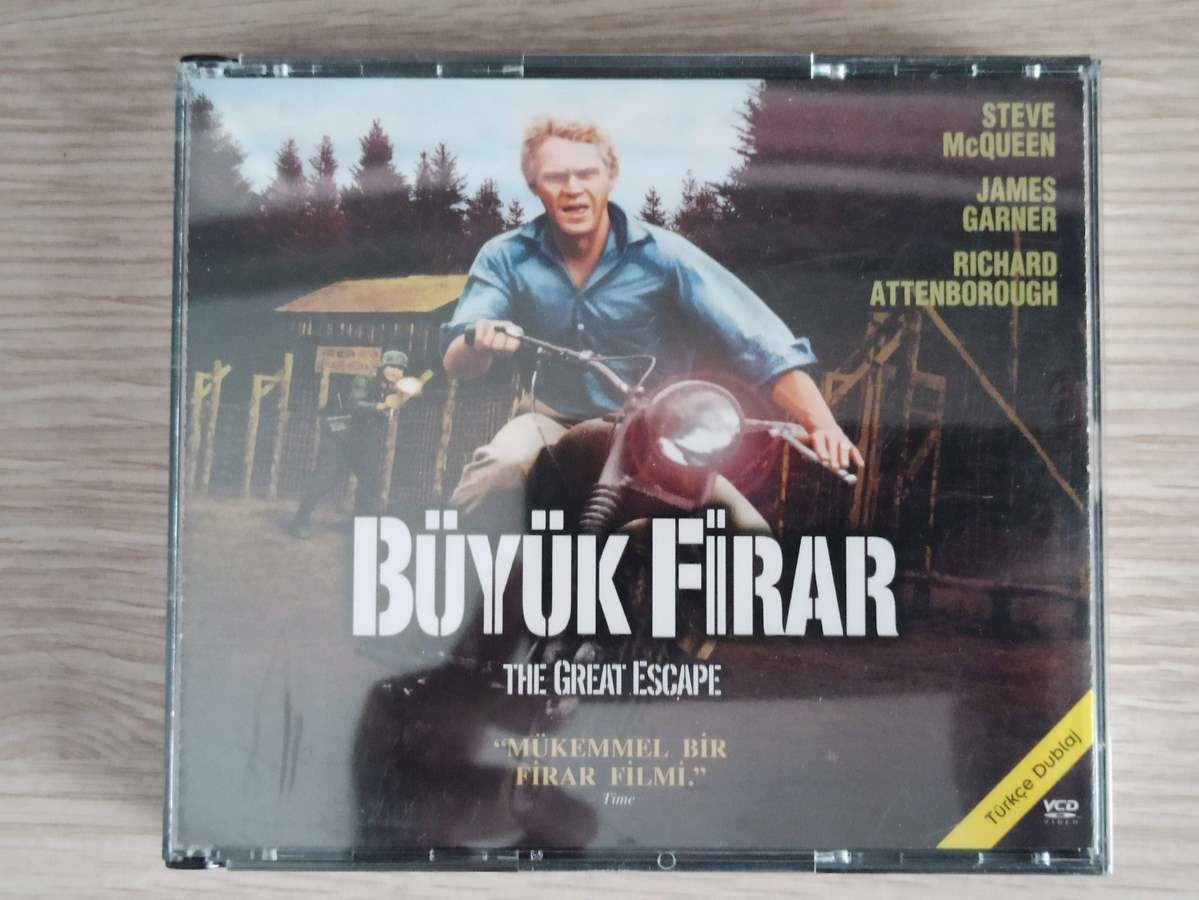 STEVE
McQUEEN
JAMES
GARNER
RICHARD
ATTENBOROUGH
BÜYÜK FİRAR
THE GREAT ESCAPE
“MÜKEMMEL BİR
FİRAR FİLMİ.”
Time
Türkçe Dublaj
VCD
VIDEO